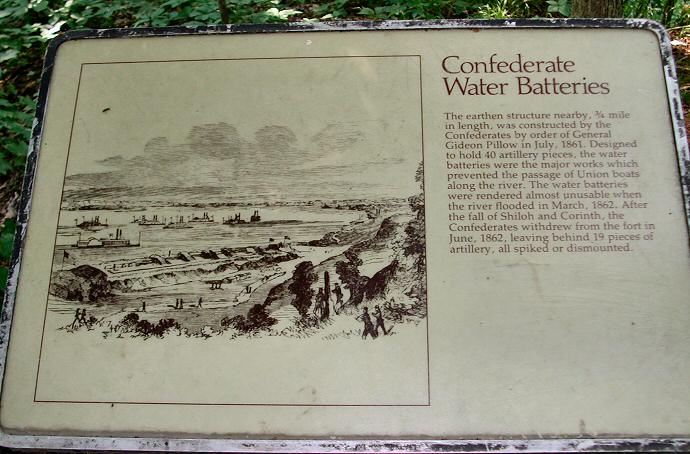 Confederate
Water Batteries
The earthen structure nearby, ¾ mile
in length, was constructed by the
Confederates by order of General
Gideon Pillow in July, 1861. Designed
to hold 40 artillery pieces, the water
batteries were the major works which
prevented the passage of Union boats
along the river. The water batteries
were rendered almost unusable when
the river flooded in March, 1862. After
the fall of Shiloh and Corinth, the
Confederates withdrew from the fort in
June, 1862, leaving behind 19 pieces of
artillery, all spiked or dismounted.